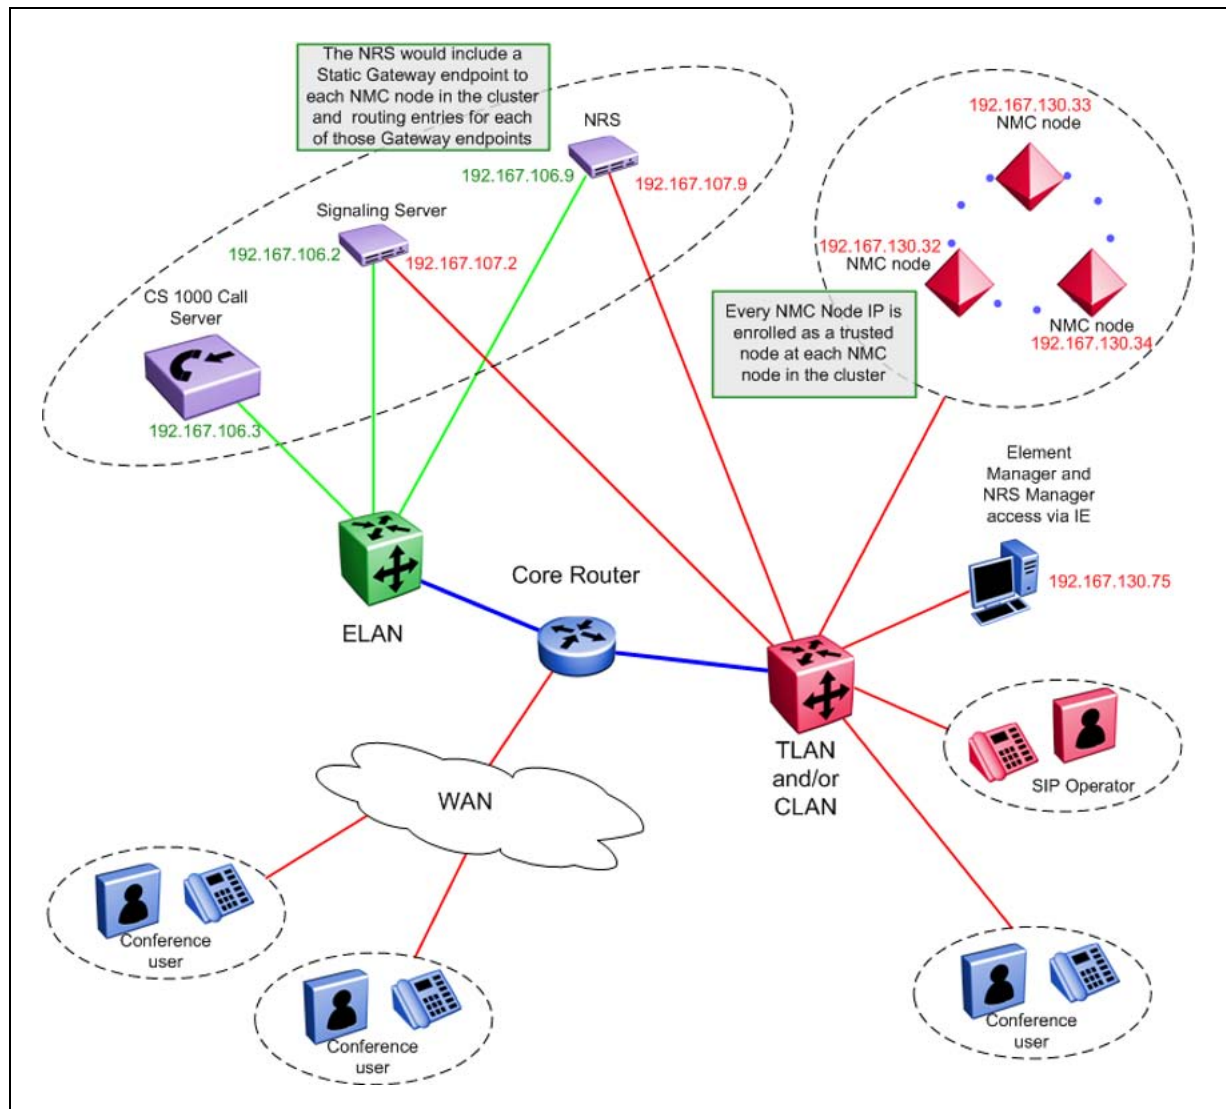 The NRS would include a
Static Gateway endpoint to
each NMC node in the cluster
and routing entries for each
of those Gateway endpoints
NRS
192.167.106.9
192.167.107.9
Signaling Server
192.167.106.2
192.167.107.2
CS 1000 Call
Server
192.167.106.3
192.167.130.33
NMC node
192.167.130.32
NMC node
NMC node
192.167.130.34
Every NMC Node IP is
enrolled as a trusted
node at each NMC
node in the cluster
Element
Manager and
NRS Manager
access via IE
192.167.130.75
ELAN
Core Router
TLAN
and/or
CLAN
SIP Operator
WAN
Conference
user
Conference
user
Conference
user